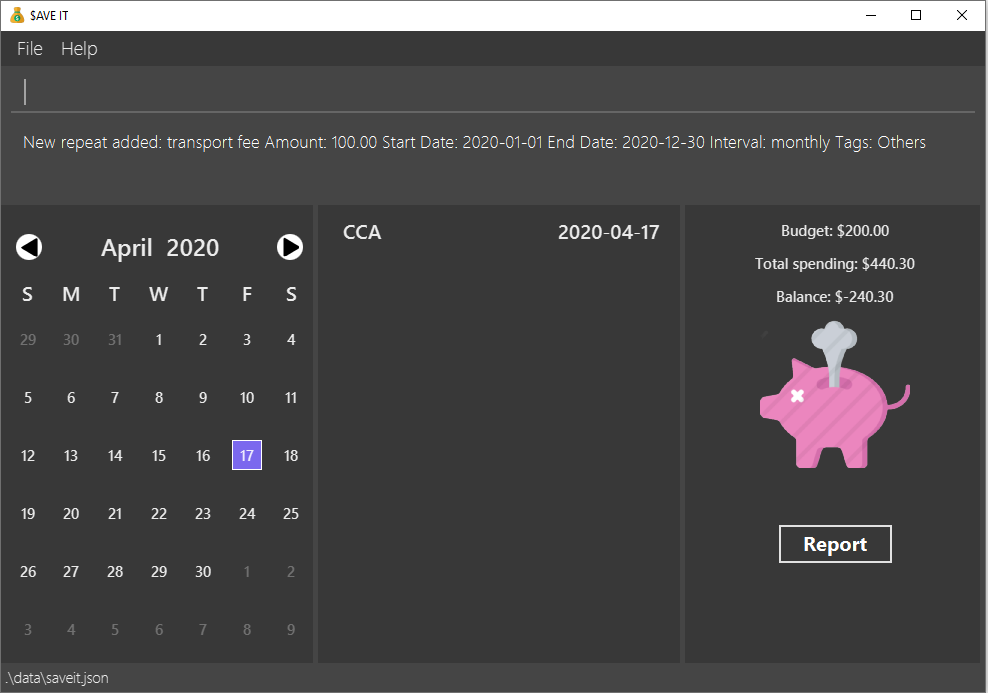 $AVE IT
File Help
New repeat added: transport fee Amount: 100.00 Start Date: 2020-01-01 End Date: 2020-12-30 Interval: monthly Tags: Others
April 2020
S M T W T F S
29 30 31 1 2 3 4
5 6 7 8 9 10 11
12 13 14 15 16 17 18
19 20 21 22 23 24 25
26 27 28 29 30 1 2
3 4 5 6 7 8 9
CCA 2020-04-17
Budget: $200.00
Total spending: $440.30
Balance: $-240.30
Report
.\data\saveit.json